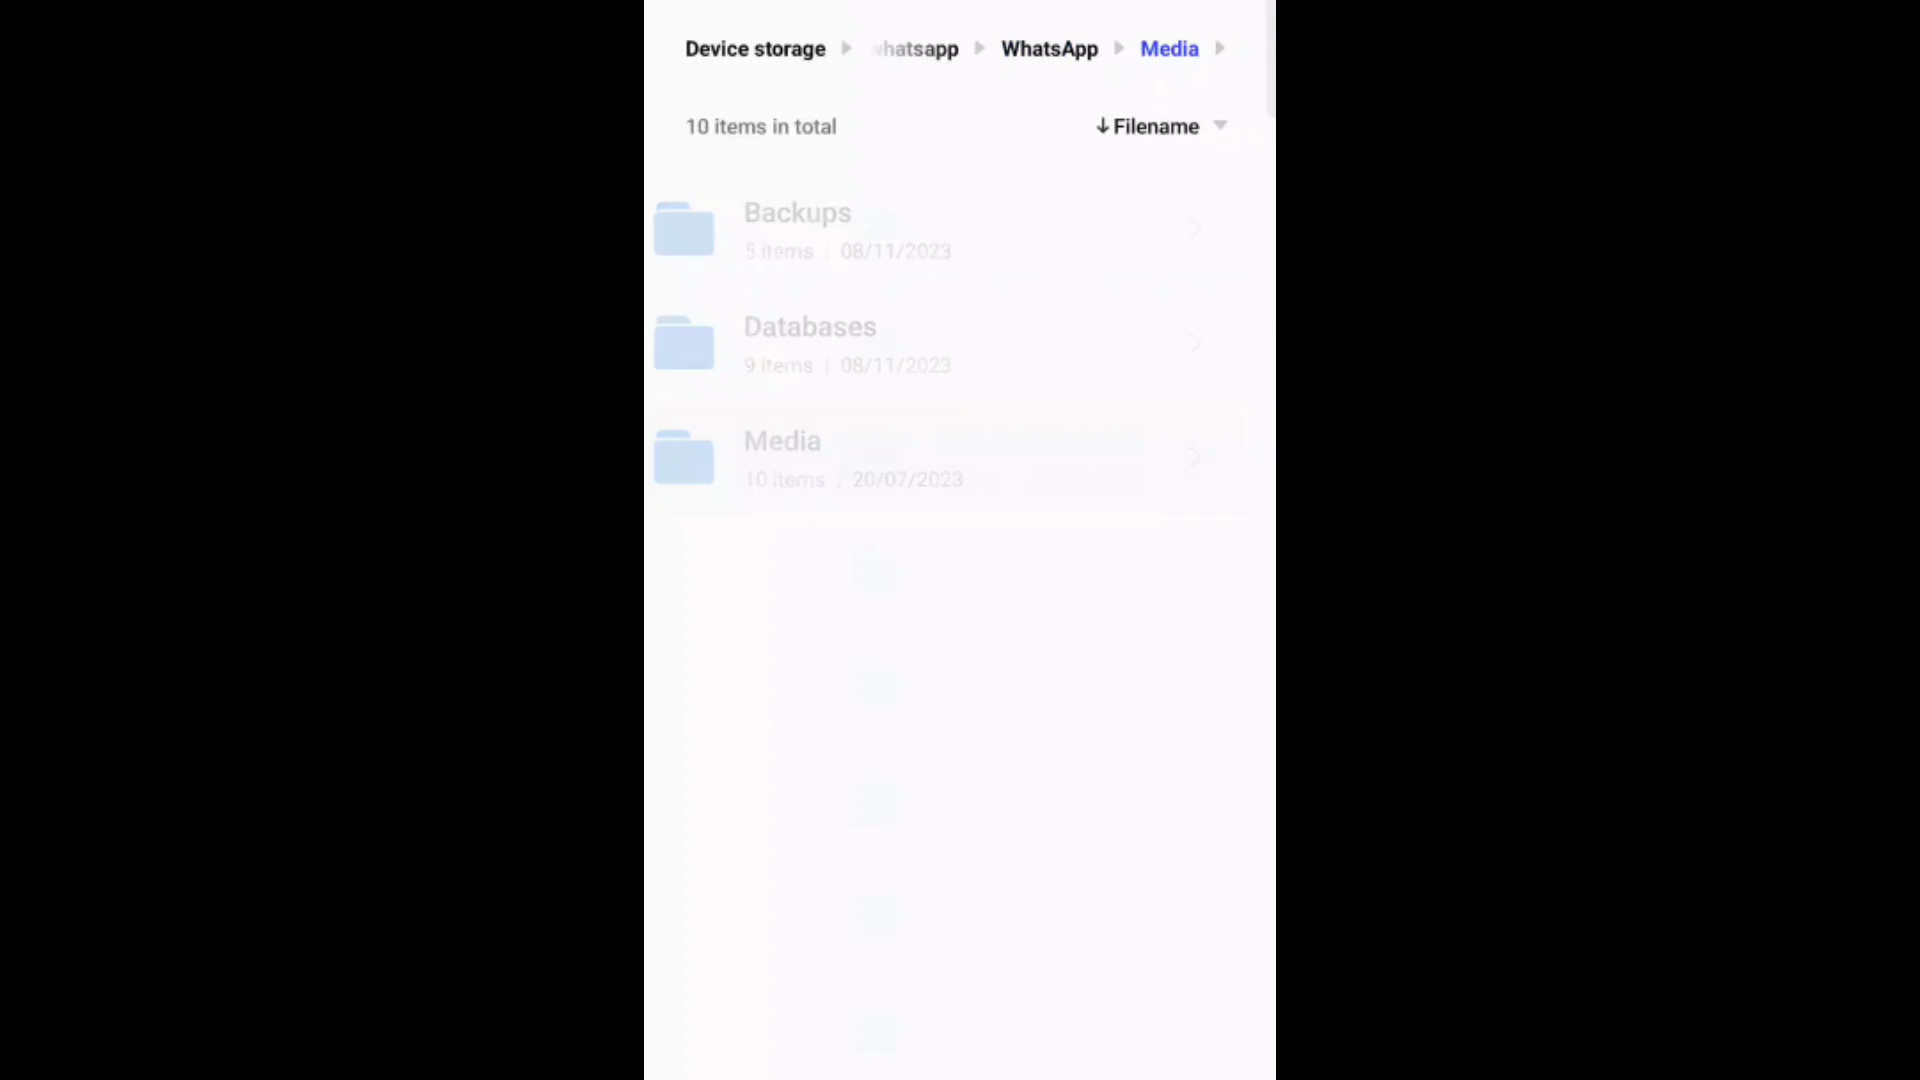 Device storage whatsapp WhatsApp Media
10 items in total ↓ Filename
Backups
5 items | 08/11/2023
Databases
9 items | 08/11/2023
Media
10 items | 20/07/2023